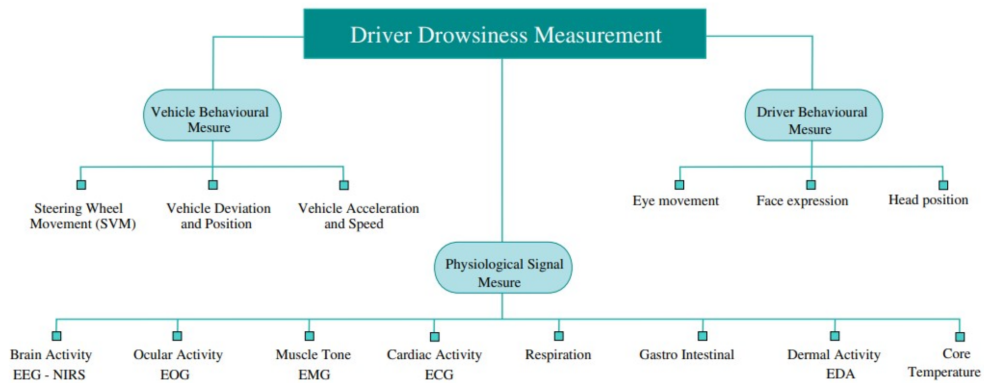 Driver Drowsiness Measurement
Vehicle Behavioural
Mesure
Driver Behavioural
Mesure
Steering Wheel
Movement (SVM)
Vehicle Deviation
and Position
Vehicle Acceleration
and Speed
Eye movement
Face expression
Head position
Physiological Signal
Mesure
Brain Activity
EEG - NIRS
Ocular Activity
EOG
Muscle Tone
EMG
Cardiac Activity
ECG
Respiration
Gastro Intestinal
Dermal Activity
EDA
Core
Temperature